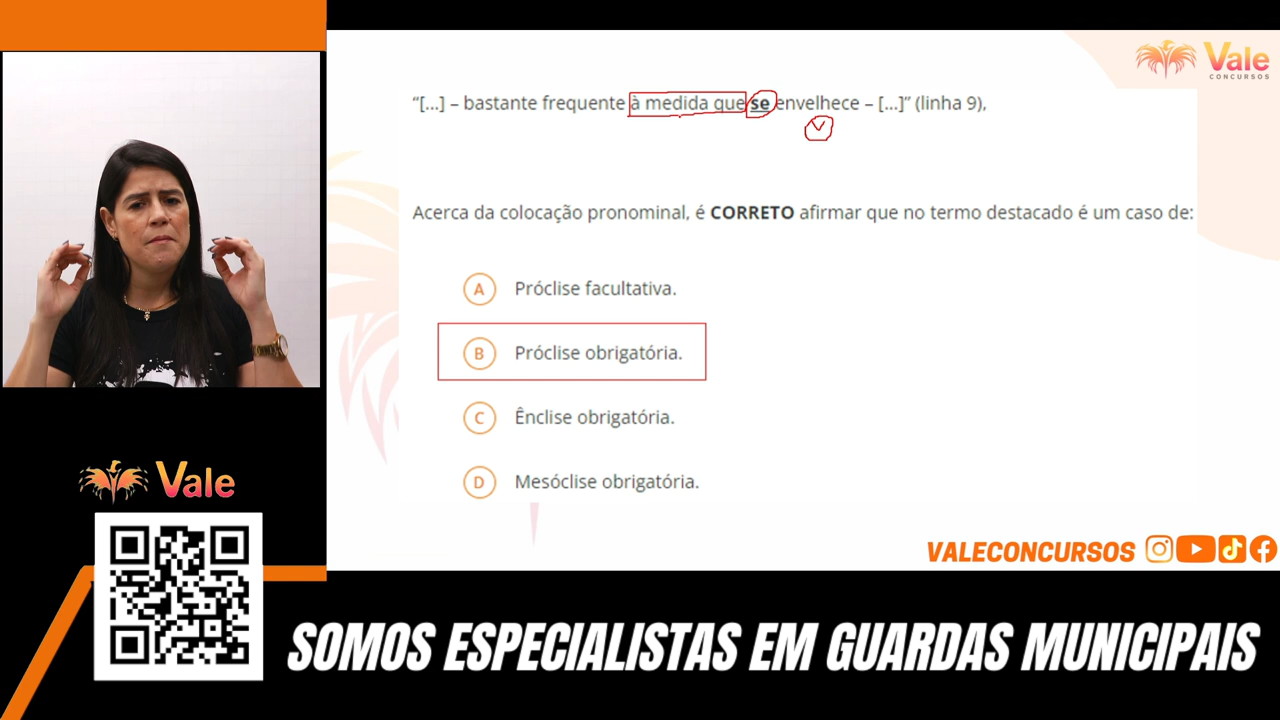 Vale
CONCURSOS
“[...] – bastante frequente à medida que se envelhece – [...]” (linha 9),
V
Acerca da colocação pronominal, é CORRETO afirmar que no termo destacado é um caso de:
A Próclise facultativa.
B Próclise obrigatória.
C Ênclise obrigatória.
D Mesóclise obrigatória.
Vale
VALECONCURSOS
SOMOS ESPECIALISTAS EM GUARDAS MUNICIPAIS